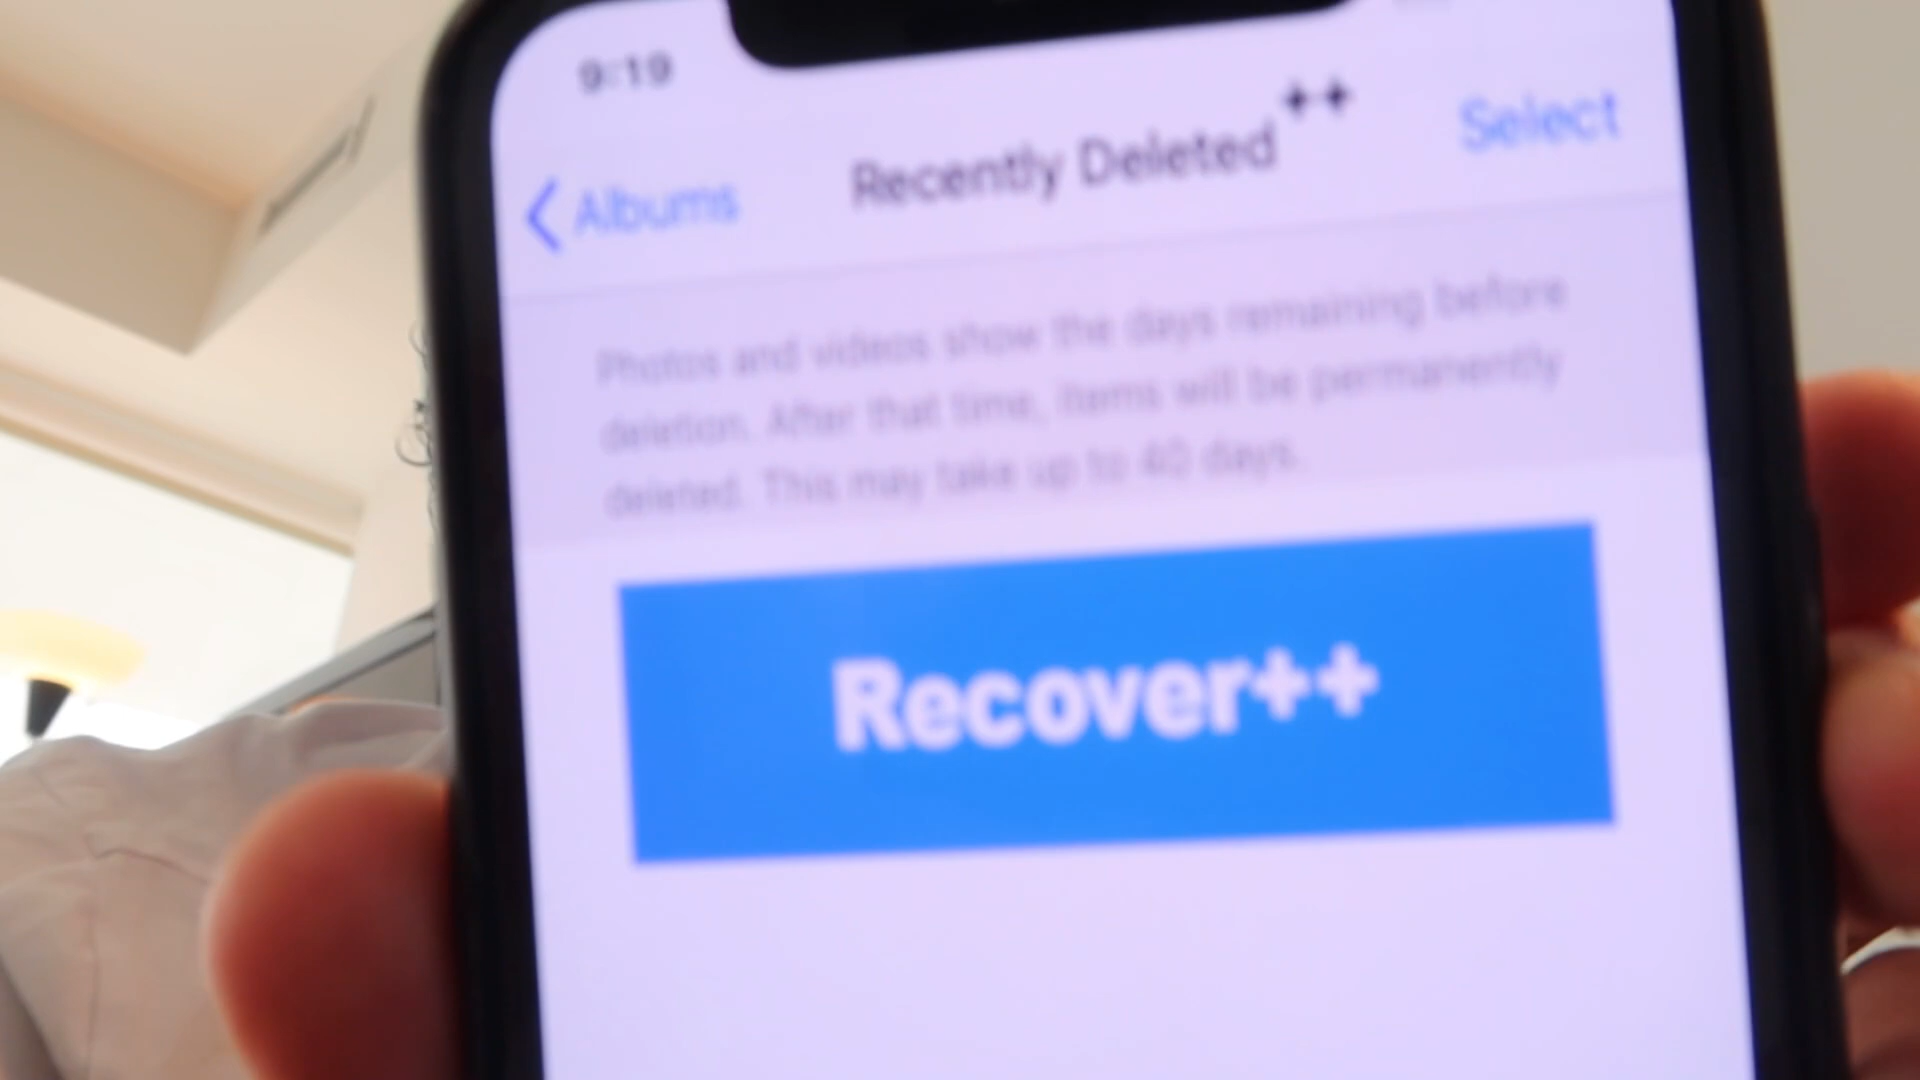 9:19
Albums
Recently Deleted ++
Select
Photos and videos show the days remaining before
deletion. After that time, items will be permanently
deleted. This may take up to 40 days.
Recover++